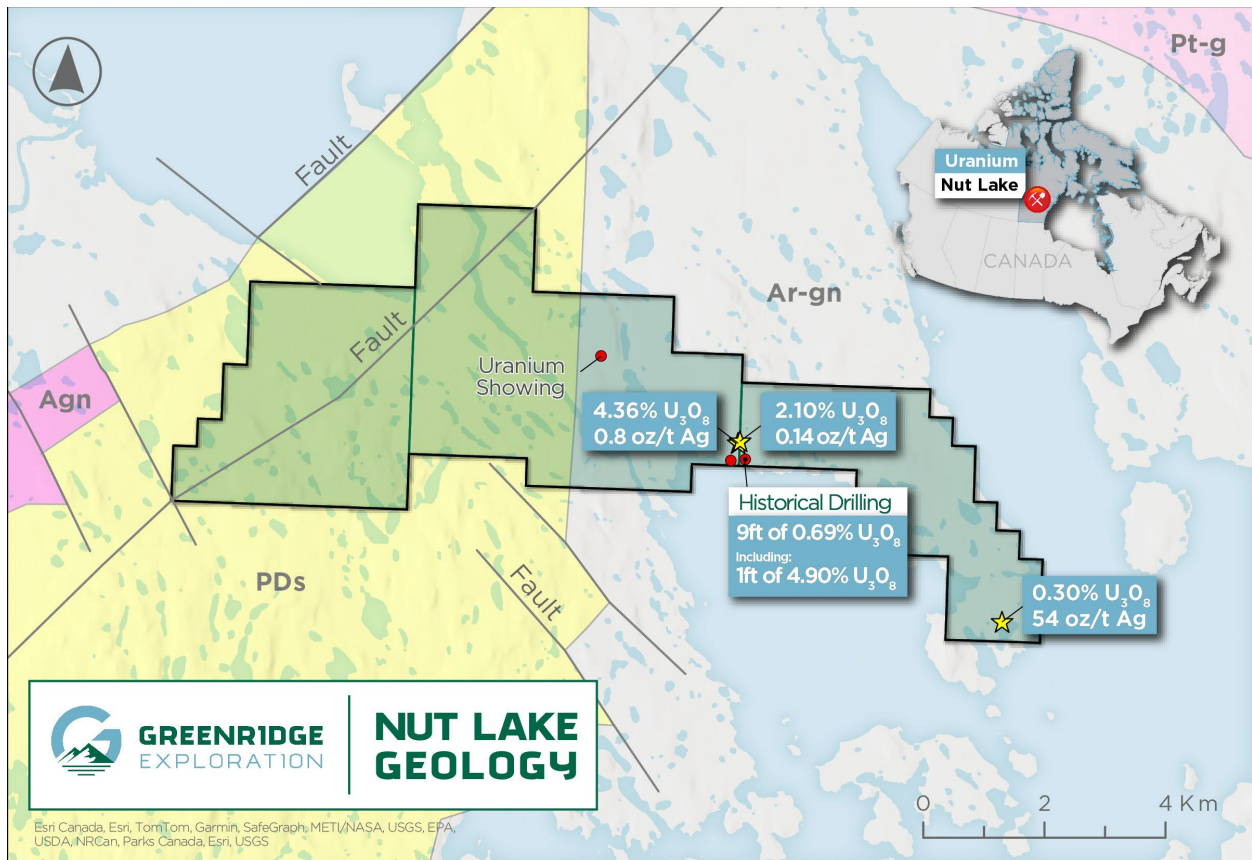 Pt-g
Fault
Uranium
Nut Lake
CANADA
Ar-gn
Fault
Uranium
Showing
Agn
4.36% U₃O₈
0.8 oz/t Ag
2.10% U₃O₈
0.14 oz/t Ag
Historical Drilling
9ft of 0.69% U₃O₈
Including:
1ft of 4.90% U₃O₈
PDs
Fault
0.30% U₃O₈
54 oz/t Ag
GREENR1DGE
EXPLORAT1ON
NUT LAKE
GEOLOGY
0 2 4 Km
Esri Canada, Esri, TomTom, Garmin, SafeGraph, METI/NASA, USGS, EPA,
USDA, NRCan, Parks Canada, Esri, USGS